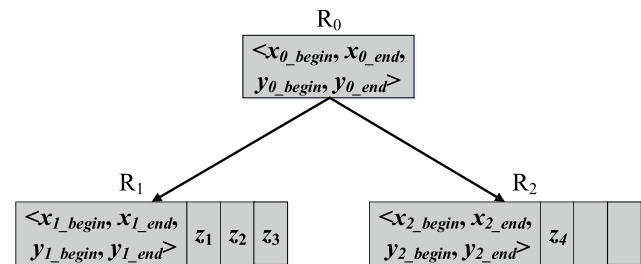 R0
<x0_begin, x0_end,
y0_begin, y0_end>
R1
<x1_begin, x1_end,
y1_begin, y1_end>
z1 z2 z3
R2
<x2_begin, x2_end,
y2_begin, y2_end>
z4